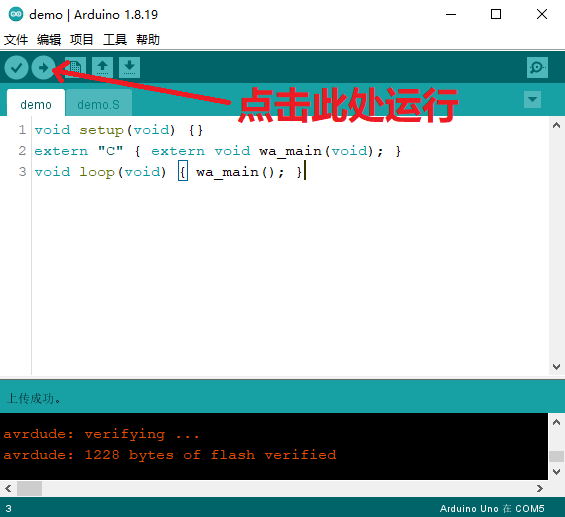 demo | Arduino 1.8.19
文件 编辑 项目 工具 帮助
点击此处运行
demo demo.S
1 void setup(void) {}
2 extern "C" { extern void wa_main(void); }
3 void loop(void) { wa_main(); }
上传成功。
avrdude: verifying ...
avrdude: 1228 bytes of flash verified
3 Arduino Uno 在 COM5